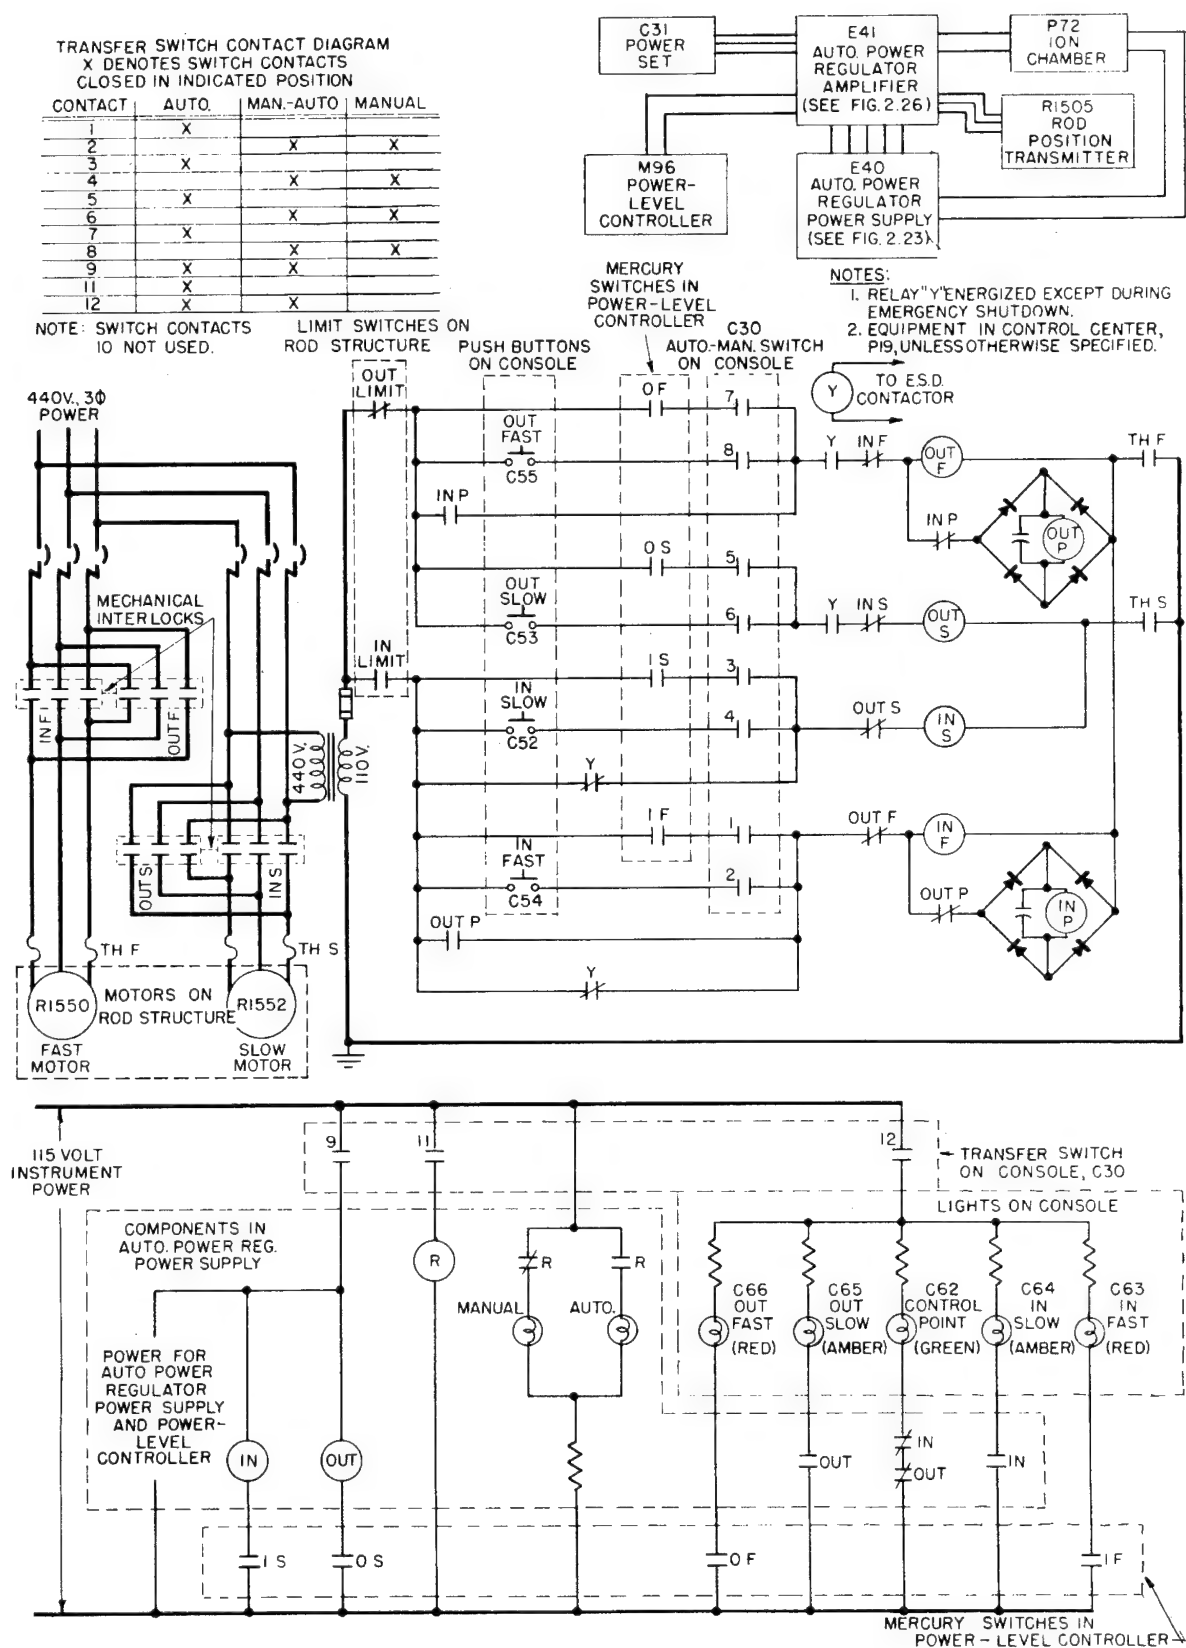 TRANSFER SWITCH CONTACT DIAGRAM
X DENOTES SWITCH CONTACTS
CLOSED IN INDICATED POSITION
CONTACT AUTO. MAN.-AUTO MANUAL
1 X
2 X X
3 X
4 X X
5 X
6 X X
7 X
8 X X
9 X X
11 X
12 X X
NOTE: SWITCH CONTACTS
10 NOT USED.
C31
POWER
SET
E41
AUTO. POWER
REGULATOR
AMPLIFIER
(SEE FIG. 2.26)
P72
ION
CHAMBER
R1505
ROD
POSITION
TRANSMITTER
M96
POWER-
LEVEL
CONTROLLER
E40
AUTO. POWER
REGULATOR
POWER SUPPLY
(SEE FIG. 2.23)
NOTES:
1. RELAY "Y" ENERGIZED EXCEPT DURING
EMERGENCY SHUTDOWN.
2. EQUIPMENT IN CONTROL CENTER,
P19, UNLESS OTHERWISE SPECIFIED.
LIMIT SWITCHES ON
ROD STRUCTURE
PUSH BUTTONS
ON CONSOLE
MERCURY
SWITCHES IN
POWER-LEVEL
CONTROLLER
C30
AUTO.-MAN. SWITCH
ON CONSOLE
Y
TO E.S.D.
CONTACTOR
440V., 3Φ
POWER
MECHANICAL
INTERLOCKS
IN F
OUT F
OUT S
IN S
TH F
TH S
R1550
MOTORS ON
ROD STRUCTURE
R1552
FAST
MOTOR
SLOW
MOTOR
440V.
110V.
OUT
LIMIT
OF
7
OUT
FAST
C55
8
Y
IN F
OUT
F
TH F
IN P
IN P
OUT
P
OS
5
OUT
SLOW
C53
6
Y
IN S
OUT
S
TH S
IN
LIMIT
IS
3
IN
SLOW
C52
4
OUT S
IN
S
Y
IF
1
IN
FAST
C54
2
OUT F
IN
F
OUT P
OUT P
IN
P
Y
115 VOLT
INSTRUMENT
POWER
9
11
12
TRANSFER SWITCH
ON CONSOLE, C30
LIGHTS ON CONSOLE
COMPONENTS IN
AUTO. POWER REG.
POWER SUPPLY
R
R
R
MANUAL
AUTO.
C66
OUT
FAST
(RED)
C65
OUT
SLOW
(AMBER)
C62
CONTROL
POINT
(GREEN)
C64
IN
SLOW
(AMBER)
C63
IN
FAST
(RED)
POWER FOR
AUTO POWER
REGULATOR
POWER SUPPLY
AND POWER-
LEVEL
CONTROLLER
IN
OUT
OUT
IN
OUT
IN
IS
OS
OF
IF
MERCURY SWITCHES IN
POWER-LEVEL CONTROLLER